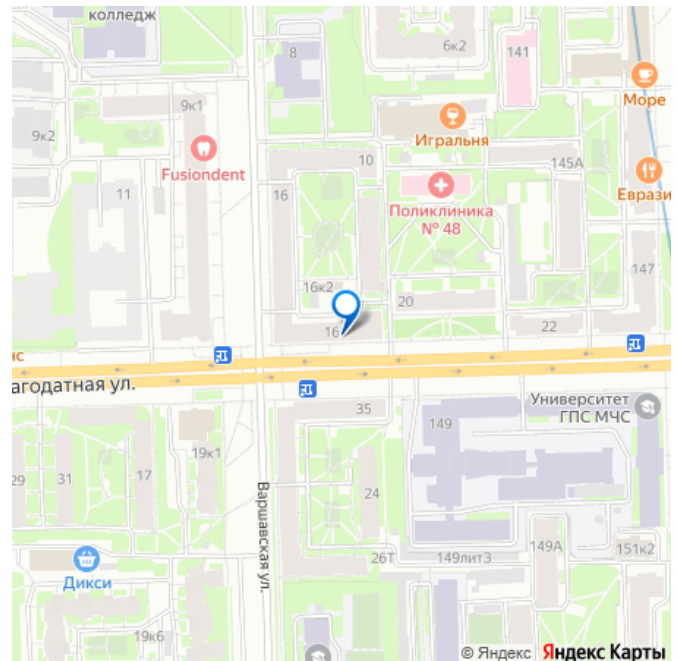 колледж
8
6к2
141
Море
9к1
9к2
Fusiondent
Игральня
10
145А
Еврази
11
16
Поликлиника
№ 48
147
16к2
20
16
22
нс
агодатная ул.
Университет
ГПС МЧС
35
149
19к1
17
29
31
Варшавская ул.
24
26Т
149лит3
149А
151к2
Дикси
19к6
© Яндекс
Яндекс Карты